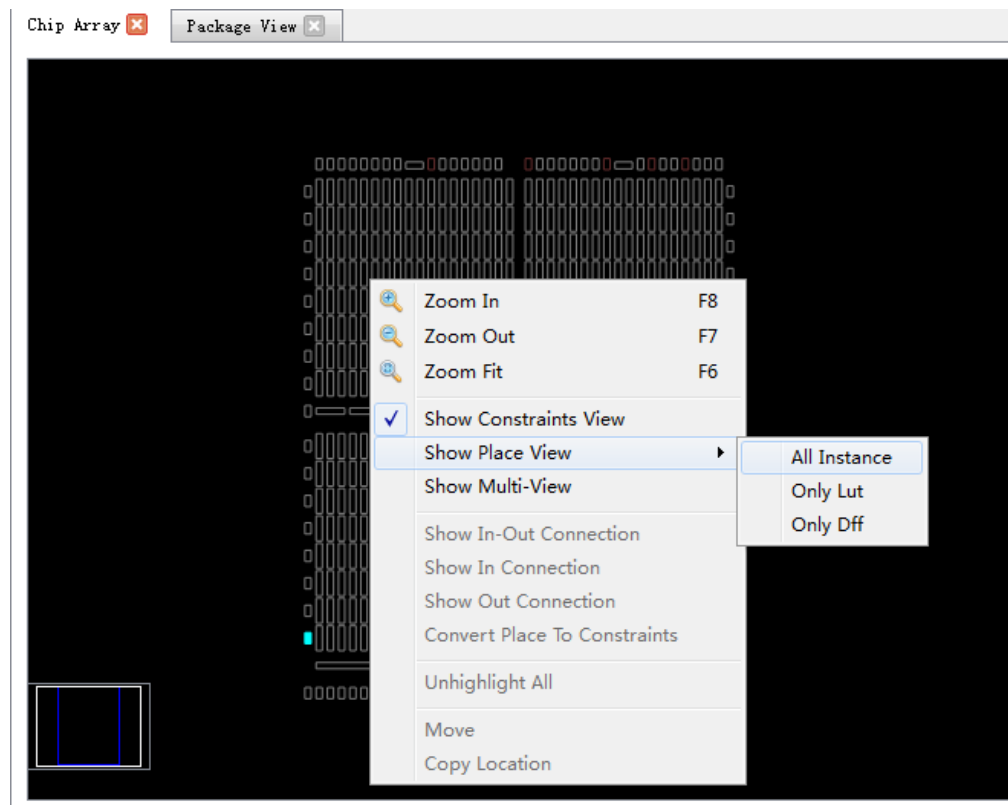 Chip Array
Package View
Zoom In F8
Zoom Out F7
Zoom Fit F6
Show Constraints View
Show Place View
All Instance
Show Multi-View
Only Lut
Only Dff
Show In-Out Connection
Show In Connection
Show Out Connection
Convert Place To Constraints
Unhighlight All
Move
Copy Location